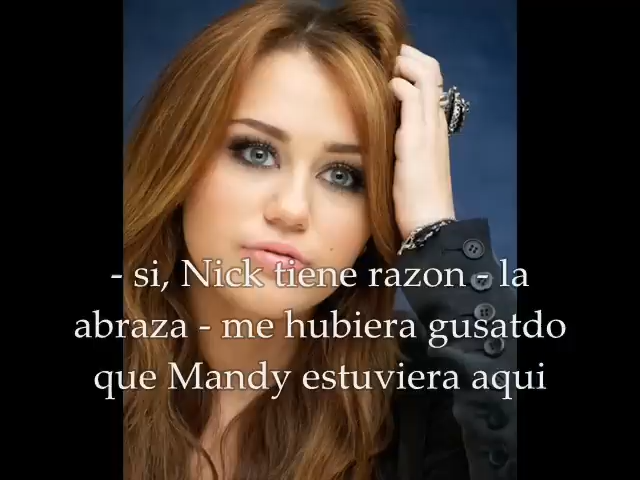 - si, Nick tiene razon - la
abraza - me hubiera gusatdo
que Mandy estuviera aqui